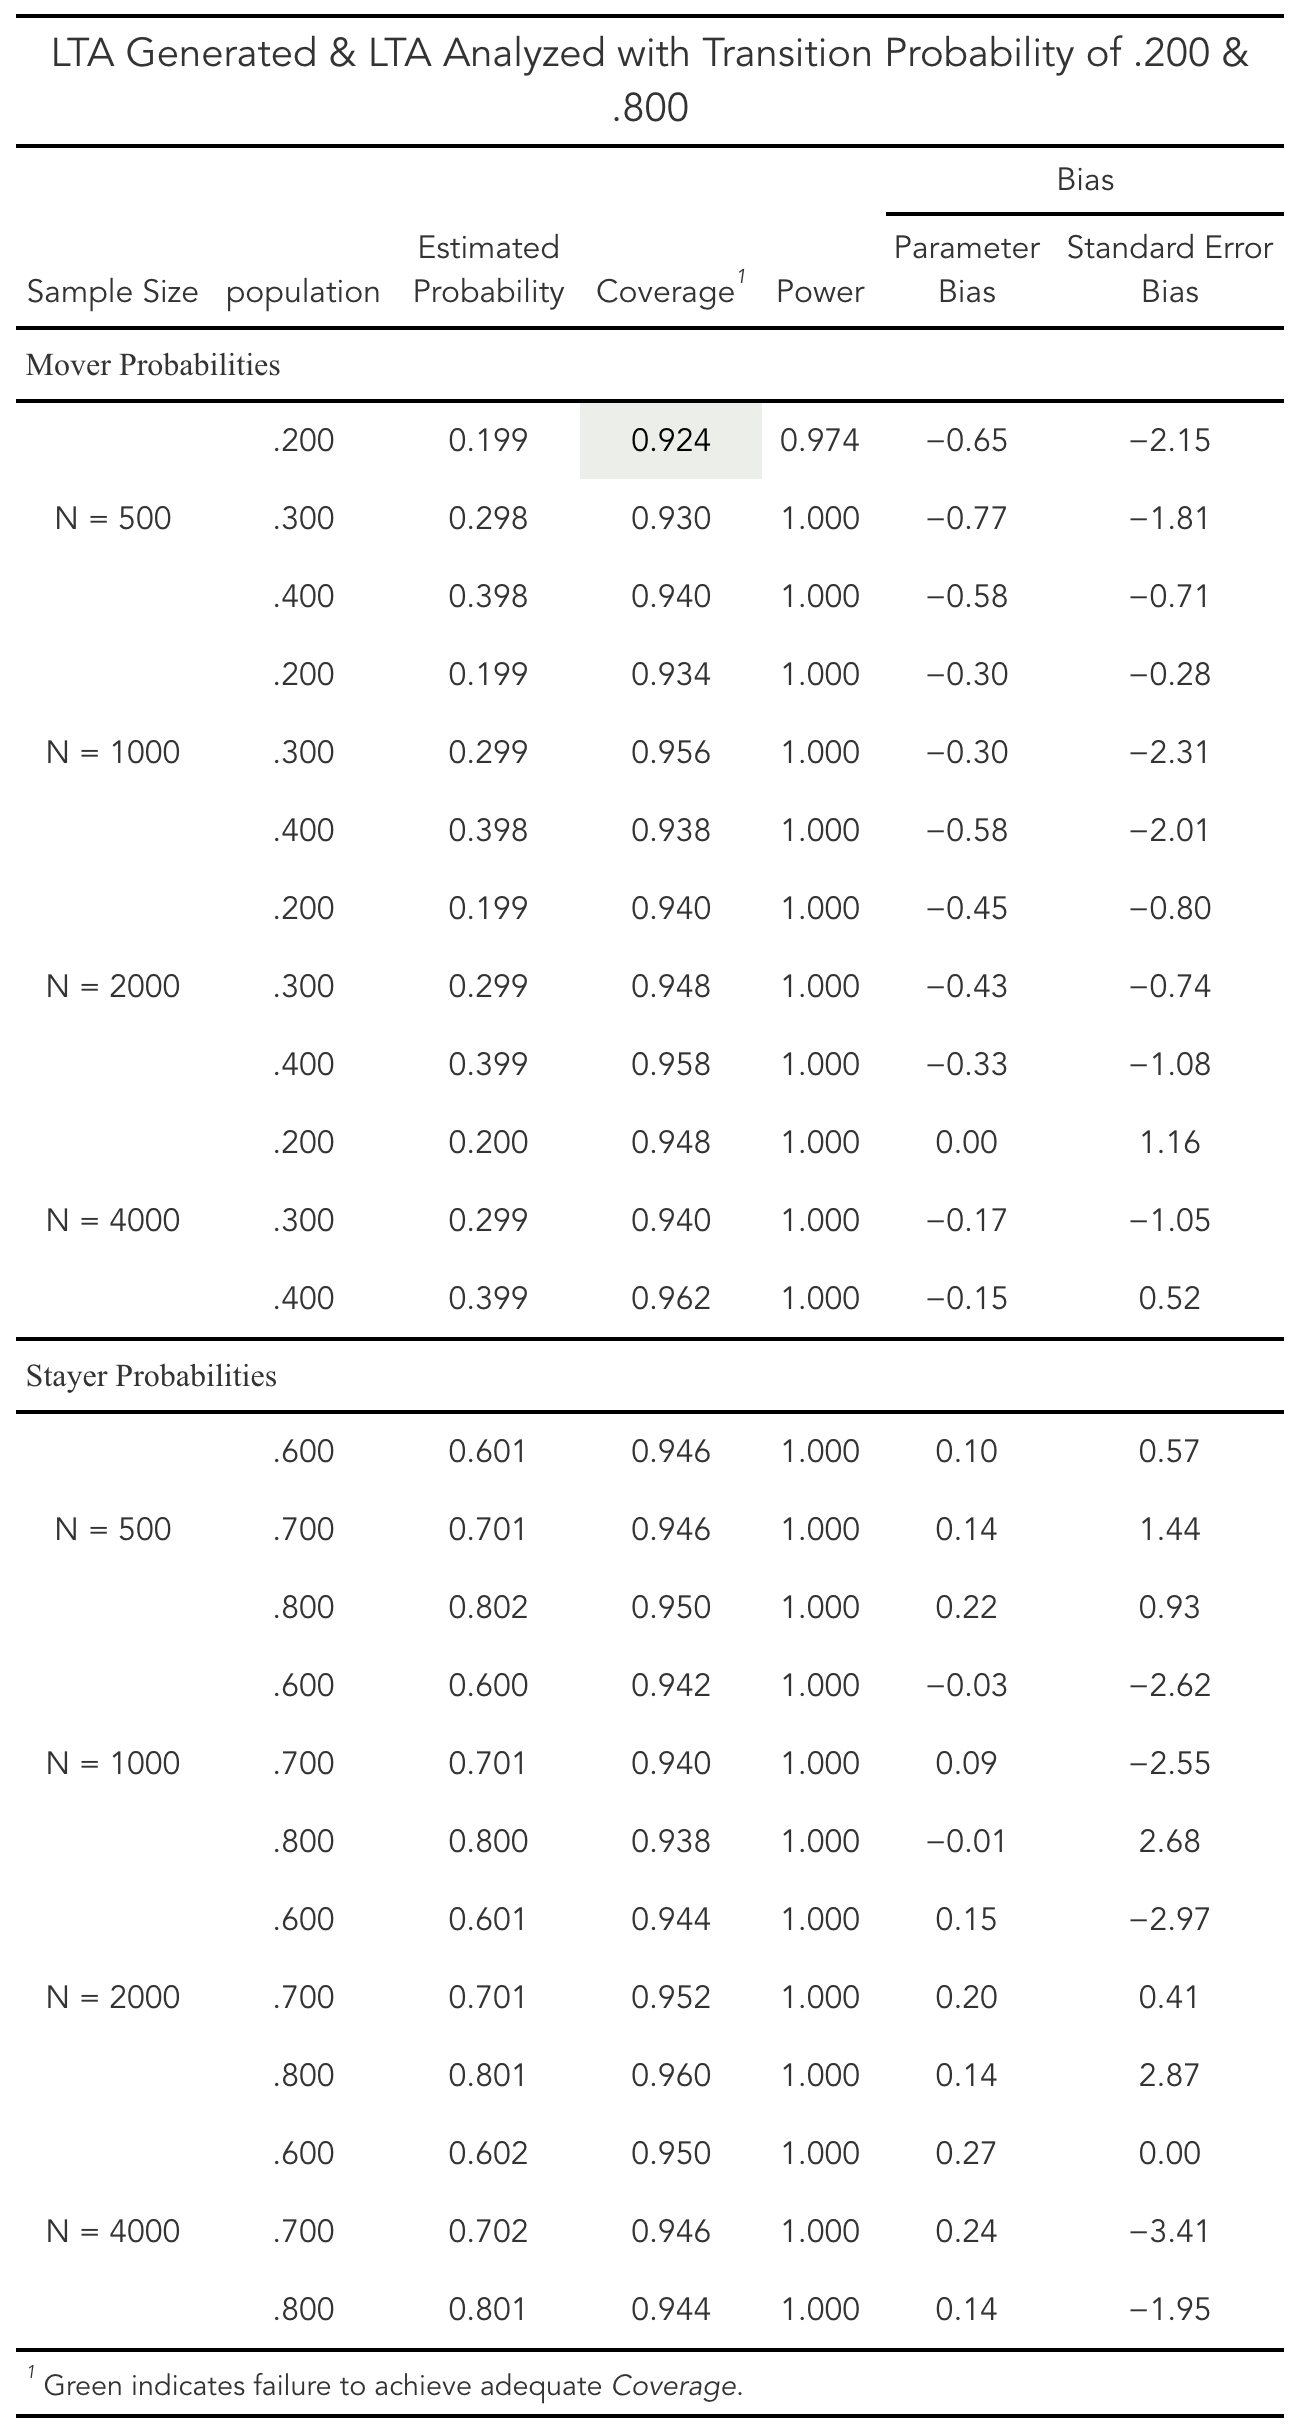 LTA Generated & LTA Analyzed with Transition Probability of .200 &
.800
Bias
Sample Size population Estimated Probability Coverage1 Power Parameter Bias Standard Error Bias
Mover Probabilities
.200 0.199 0.924 0.974 −0.65 −2.15
N = 500 .300 0.298 0.930 1.000 −0.77 −1.81
.400 0.398 0.940 1.000 −0.58 −0.71
.200 0.199 0.934 1.000 −0.30 −0.28
N = 1000 .300 0.299 0.956 1.000 −0.30 −2.31
.400 0.398 0.938 1.000 −0.58 −2.01
.200 0.199 0.940 1.000 −0.45 −0.80
N = 2000 .300 0.299 0.948 1.000 −0.43 −0.74
.400 0.399 0.958 1.000 −0.33 −1.08
.200 0.200 0.948 1.000 0.00 1.16
N = 4000 .300 0.299 0.940 1.000 −0.17 −1.05
.400 0.399 0.962 1.000 −0.15 0.52
Stayer Probabilities
.600 0.601 0.946 1.000 0.10 0.57
N = 500 .700 0.701 0.946 1.000 0.14 1.44
.800 0.802 0.950 1.000 0.22 0.93
.600 0.600 0.942 1.000 −0.03 −2.62
N = 1000 .700 0.701 0.940 1.000 0.09 −2.55
.800 0.800 0.938 1.000 −0.01 2.68
.600 0.601 0.944 1.000 0.15 −2.97
N = 2000 .700 0.701 0.952 1.000 0.20 0.41
.800 0.801 0.960 1.000 0.14 2.87
.600 0.602 0.950 1.000 0.27 0.00
N = 4000 .700 0.702 0.946 1.000 0.24 −3.41
.800 0.801 0.944 1.000 0.14 −1.95
1 Green indicates failure to achieve adequate Coverage.